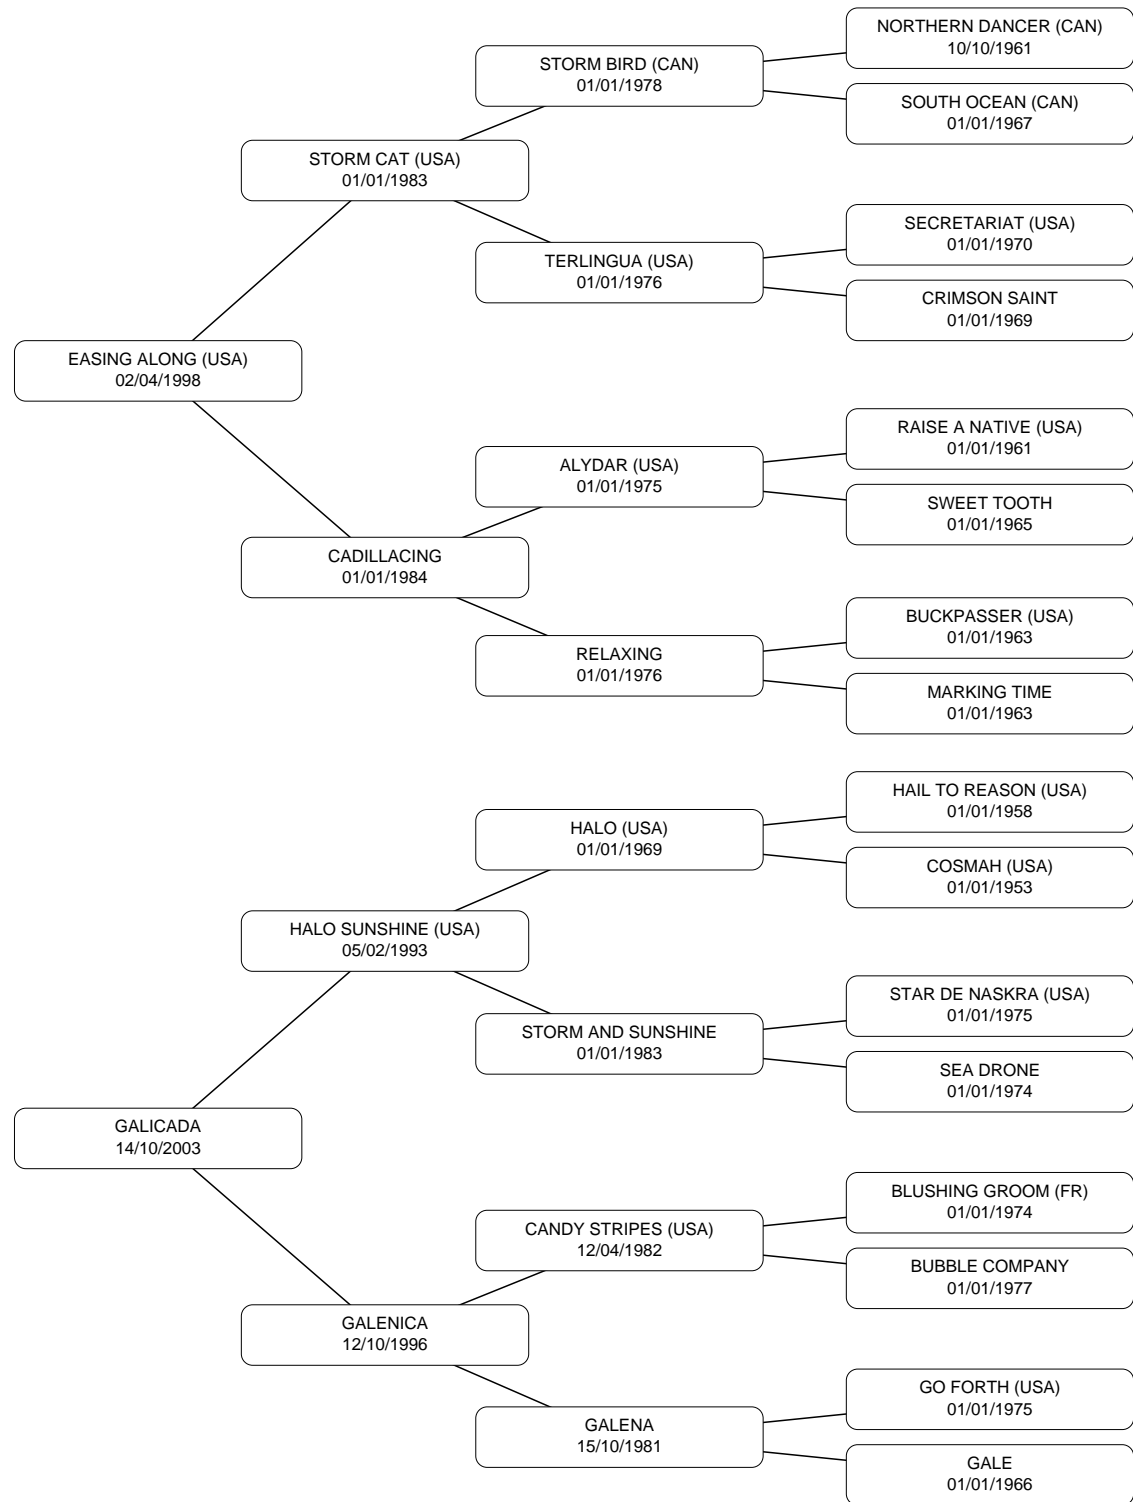 NORTHERN DANCER (CAN)
10/10/1961
STORM BIRD (CAN)
01/01/1978
SOUTH OCEAN (CAN)
01/01/1967
STORM CAT (USA)
01/01/1983
SECRETARIAT (USA)
01/01/1970
TERLINGUA (USA)
01/01/1976
CRIMSON SAINT
01/01/1969
EASING ALONG (USA)
02/04/1998
RAISE A NATIVE (USA)
01/01/1961
ALYDAR (USA)
01/01/1975
SWEET TOOTH
01/01/1965
CADILLACING
01/01/1984
BUCKPASSER (USA)
01/01/1963
RELAXING
01/01/1976
MARKING TIME
01/01/1963
HAIL TO REASON (USA)
01/01/1958
HALO (USA)
01/01/1969
COSMAH (USA)
01/01/1953
HALO SUNSHINE (USA)
05/02/1993
STAR DE NASKRA (USA)
01/01/1975
STORM AND SUNSHINE
01/01/1983
SEA DRONE
01/01/1974
GALICADA
14/10/2003
BLUSHING GROOM (FR)
01/01/1974
CANDY STRIPES (USA)
12/04/1982
BUBBLE COMPANY
01/01/1977
GALENICA
12/10/1996
GO FORTH (USA)
01/01/1975
GALENA
15/10/1981
GALE
01/01/1966